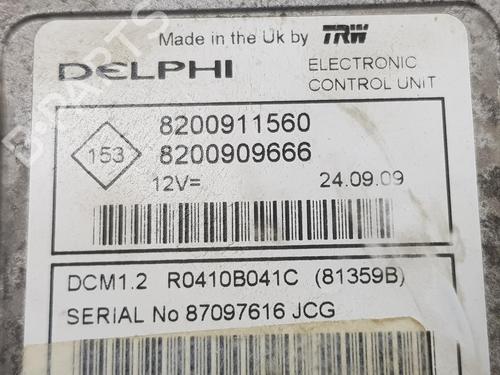 Made in the Uk by TRW
DELPHI
ELECTRONIC
CONTROL UNIT
153
8200911560
8200909666
12V=
24.09.09
DCM1.2 R0410B041C (81359B)
SERIAL No 87097616 JCG
B-PARTS